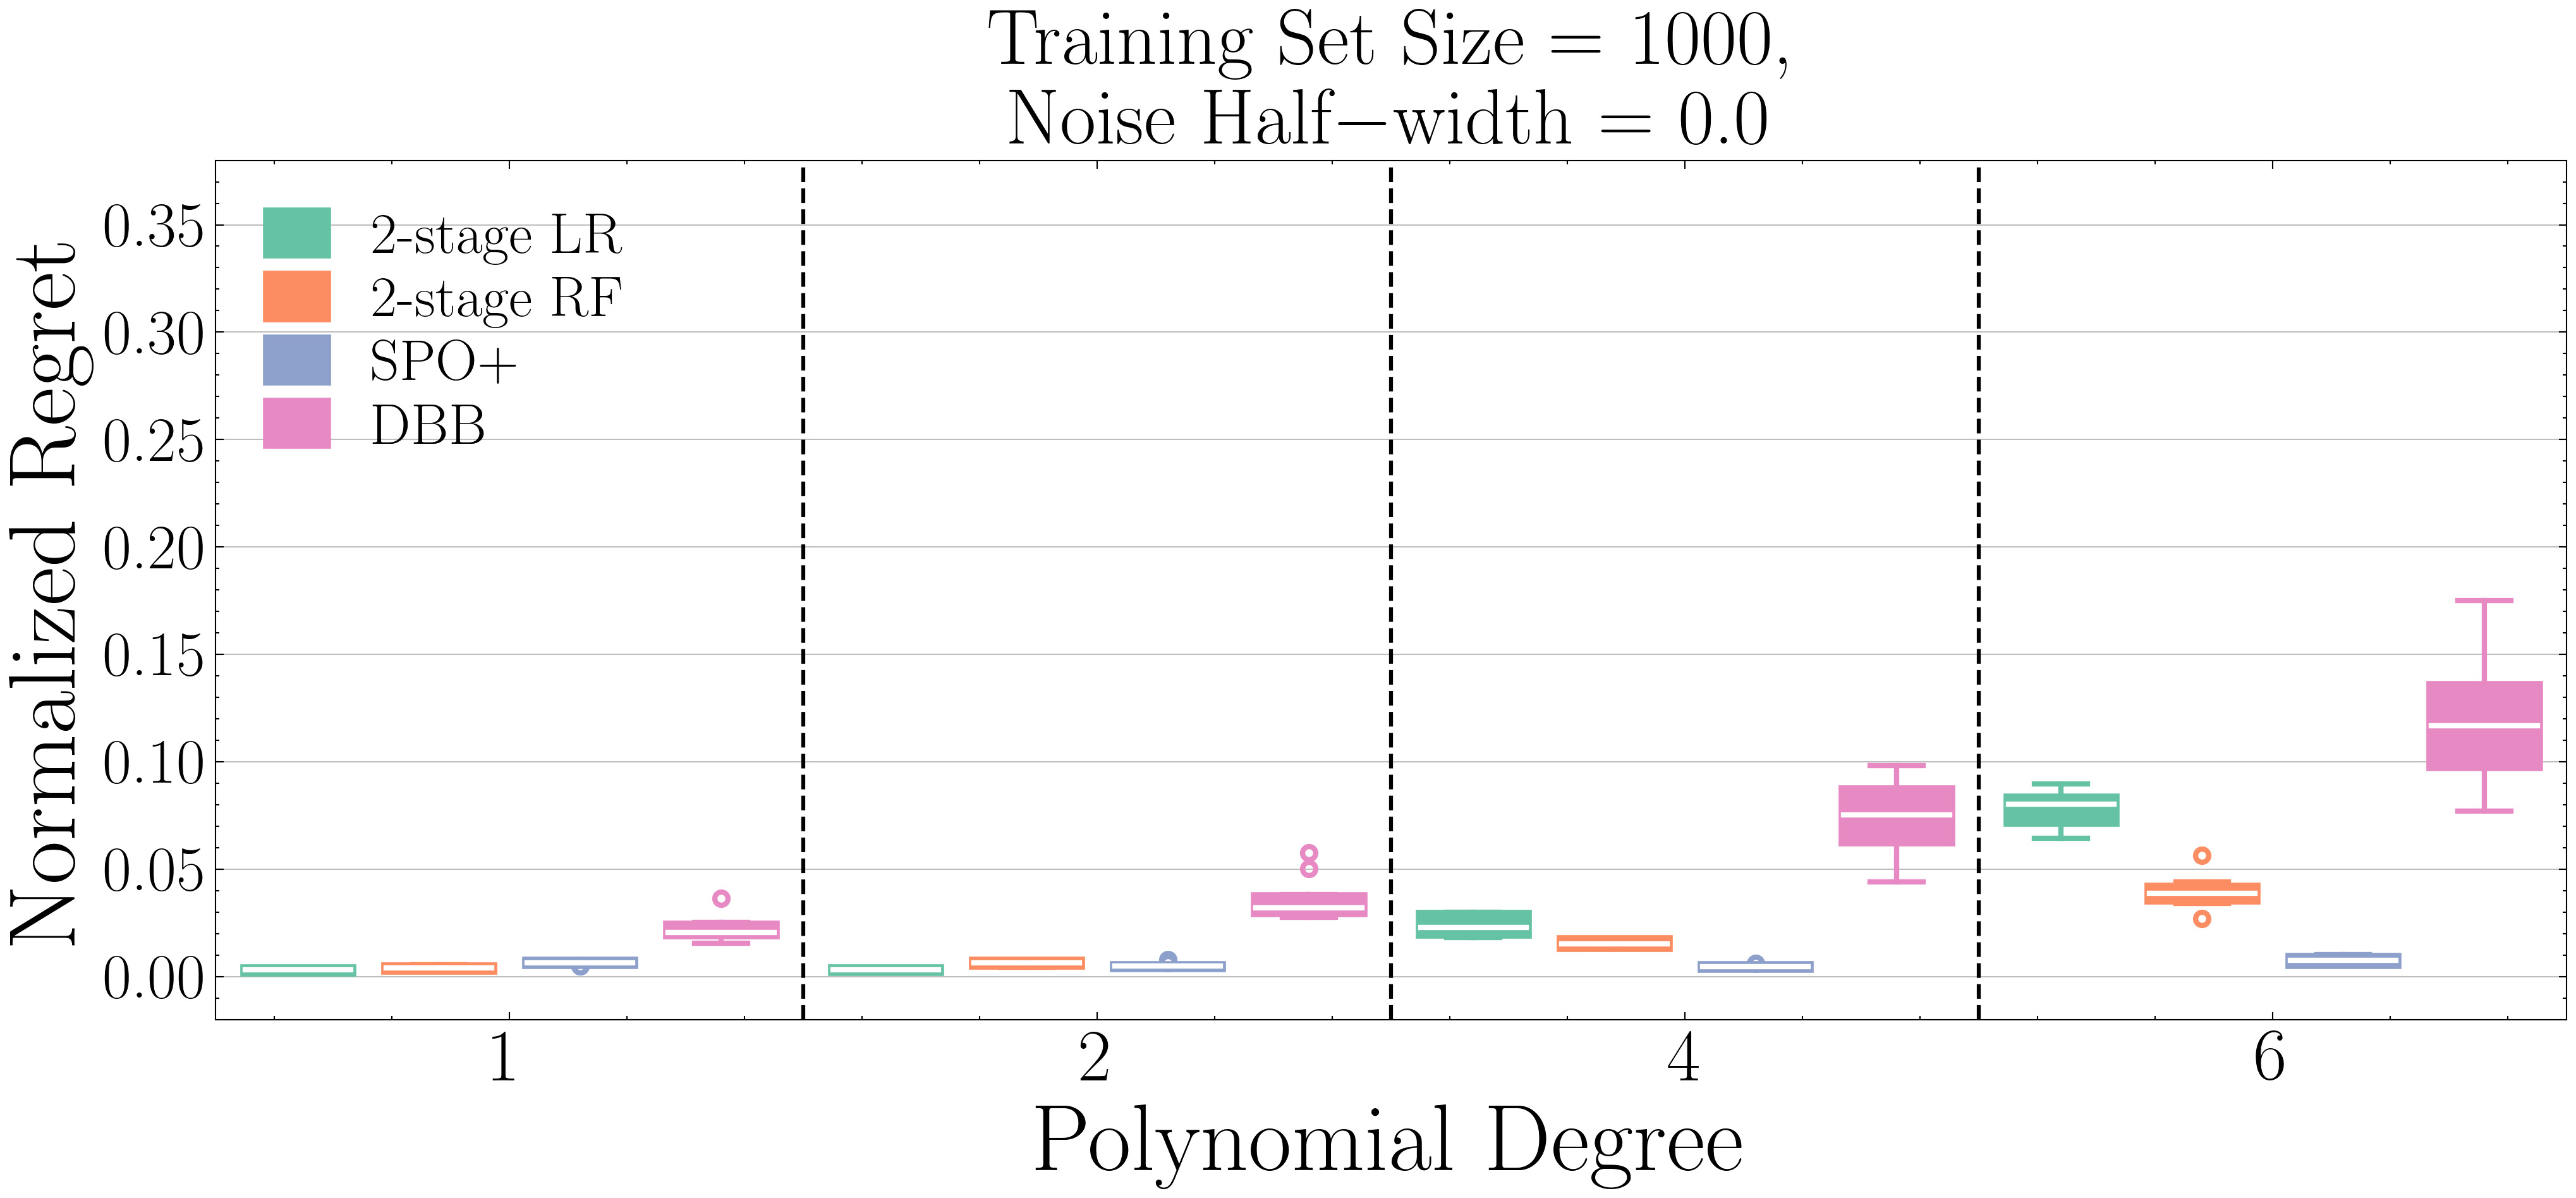 Training Set Size = 1000,
Noise Half−width = 0.0
Normalized Regret
0.35
0.30
0.25
0.20
0.15
0.10
0.05
0.00
2-stage LR
2-stage RF
SPO+
DBB
1 2 4 6
Polynomial Degree